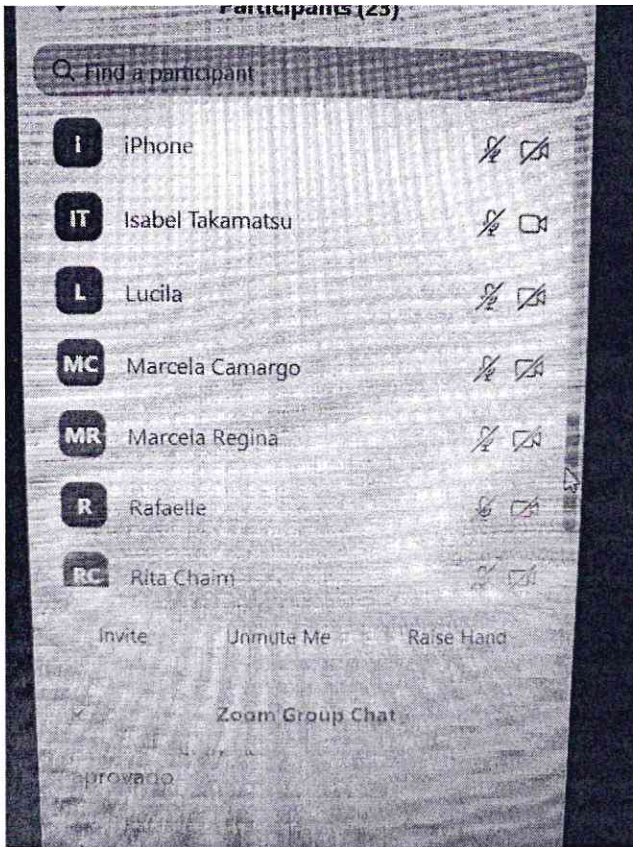 Participants (23)
Find a participant
I iPhone
IT Isabel Takamatsu
L Lucila
MC Marcela Camargo
MR Marcela Regina
R Rafaelle
RC Rita Chaim
Invite Unmute Me Raise Hand
Zoom Group Chat
aprovado